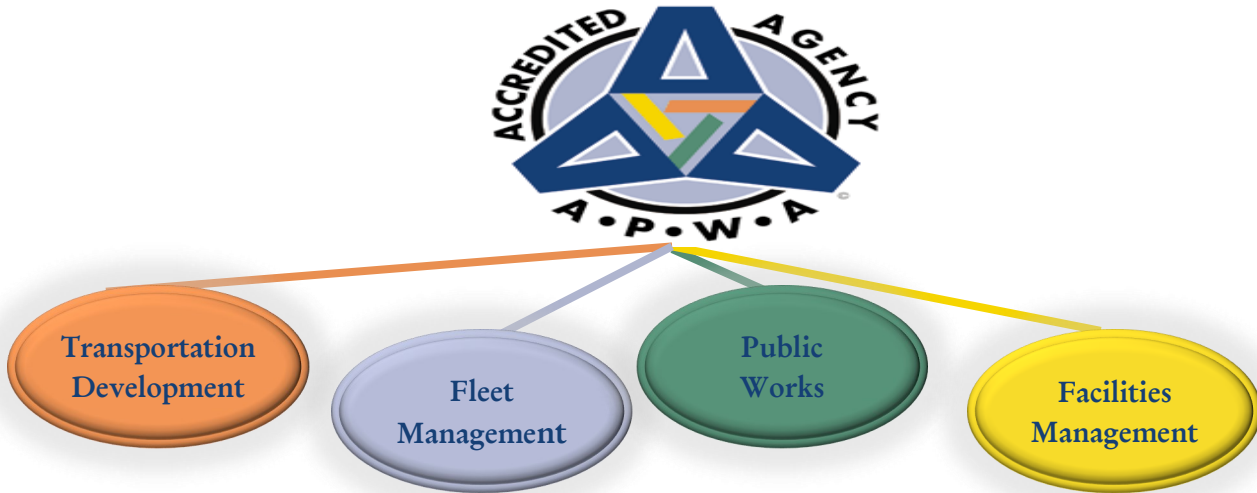 ACCREDITED AGENCY
A•P•W•A
©
Transportation
Development
Fleet
Management
Public
Works
Facilities
Management